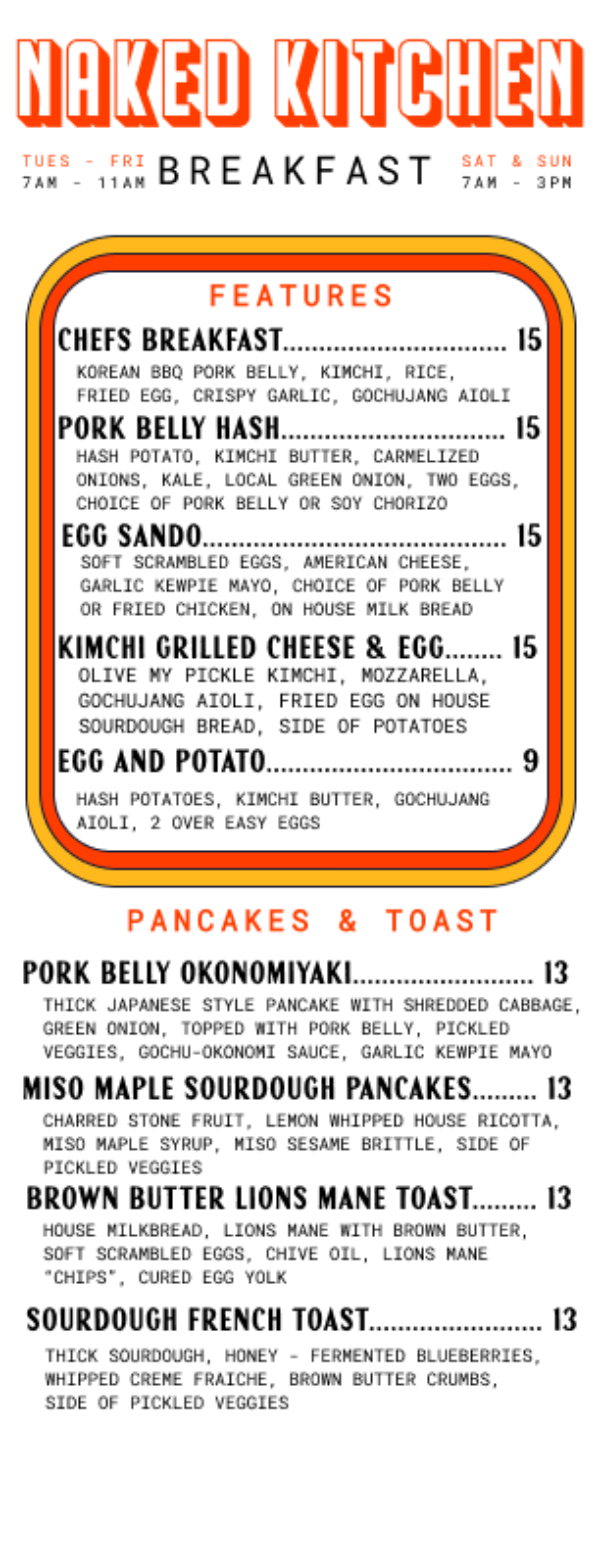 NAKED KITCHEN
TUES - FRI
7AM - 11AM
BREAKFAST
SAT & SUN
7AM - 3PM
FEATURES
CHEFS BREAKFAST............................... 15
KOREAN BBQ PORK BELLY, KIMCHI, RICE,
FRIED EGG, CRISPY GARLIC, GOCHUJANG AIOLI
PORK BELLY HASH............................... 15
HASH POTATO, KIMCHI BUTTER, CARMELIZED
ONIONS, KALE, LOCAL GREEN ONION, TWO EGGS,
CHOICE OF PORK BELLY OR SOY CHORIZO
EGG SANDO.......................................... 15
SOFT SCRAMBLED EGGS, AMERICAN CHEESE,
GARLIC KEWPIE MAYO, CHOICE OF PORK BELLY
OR FRIED CHICKEN, ON HOUSE MILK BREAD
KIMCHI GRILLED CHEESE & EGG........ 15
OLIVE MY PICKLE KIMCHI, MOZZARELLA,
GOCHUJANG AIOLI, FRIED EGG ON HOUSE
SOURDOUGH BREAD, SIDE OF POTATOES
EGG AND POTATO.................................. 9
HASH POTATOES, KIMCHI BUTTER, GOCHUJANG
AIOLI, 2 OVER EASY EGGS
PANCAKES & TOAST
PORK BELLY OKONOMIYAKI......................... 13
THICK JAPANESE STYLE PANCAKE WITH SHREDDED CABBAGE,
GREEN ONION, TOPPED WITH PORK BELLY, PICKLED
VEGGIES, GOCHU-OKONOMI SAUCE, GARLIC KEWPIE MAYO
MISO MAPLE SOURDOUGH PANCAKES......... 13
CHARRED STONE FRUIT, LEMON WHIPPED HOUSE RICOTTA,
MISO MAPLE SYRUP, MISO SESAME BRITTLE, SIDE OF
PICKLED VEGGIES
BROWN BUTTER LIONS MANE TOAST......... 13
HOUSE MILKBREAD, LIONS MANE WITH BROWN BUTTER,
SOFT SCRAMBLED EGGS, CHIVE OIL, LIONS MANE
"CHIPS", CURED EGG YOLK
SOURDOUGH FRENCH TOAST........................ 13
THICK SOURDOUGH, HONEY - FERMENTED BLUEBERRIES,
WHIPPED CREME FRAICHE, BROWN BUTTER CRUMBS,
SIDE OF PICKLED VEGGIES